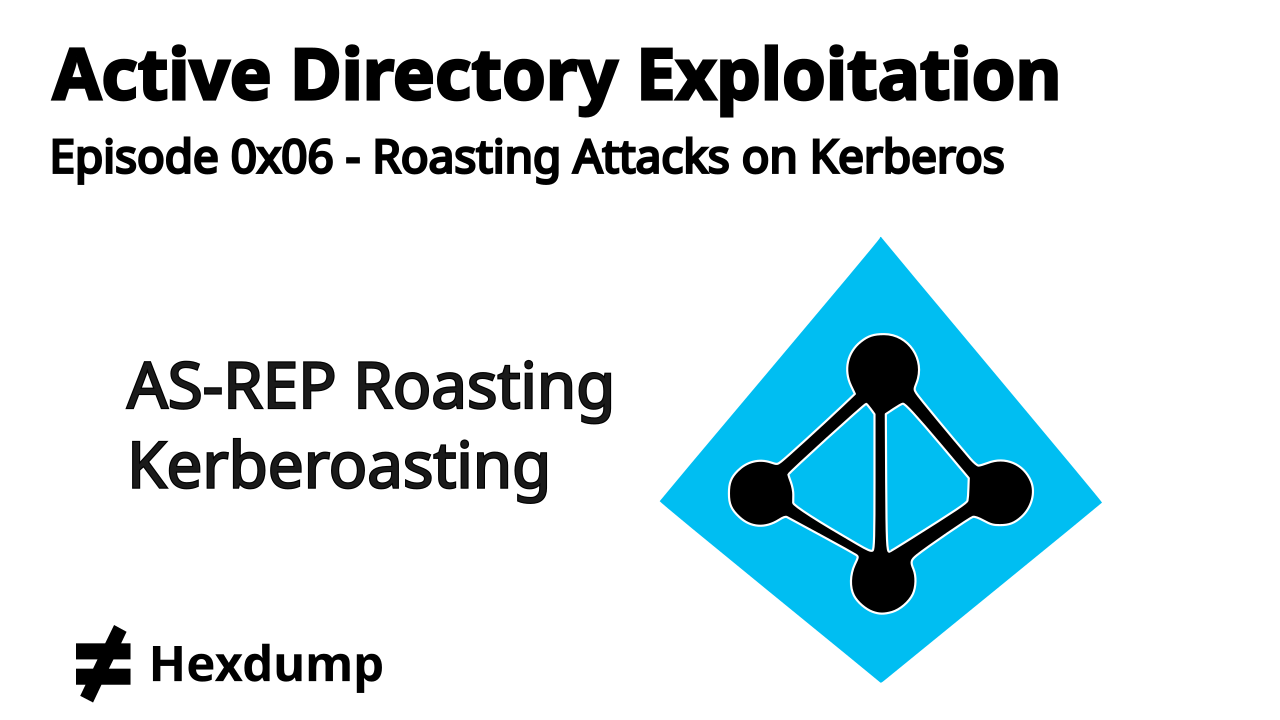 Active Directory Exploitation
Episode 0x06 - Roasting Attacks on Kerberos
AS-REP Roasting
Kerberoasting
Hexdump